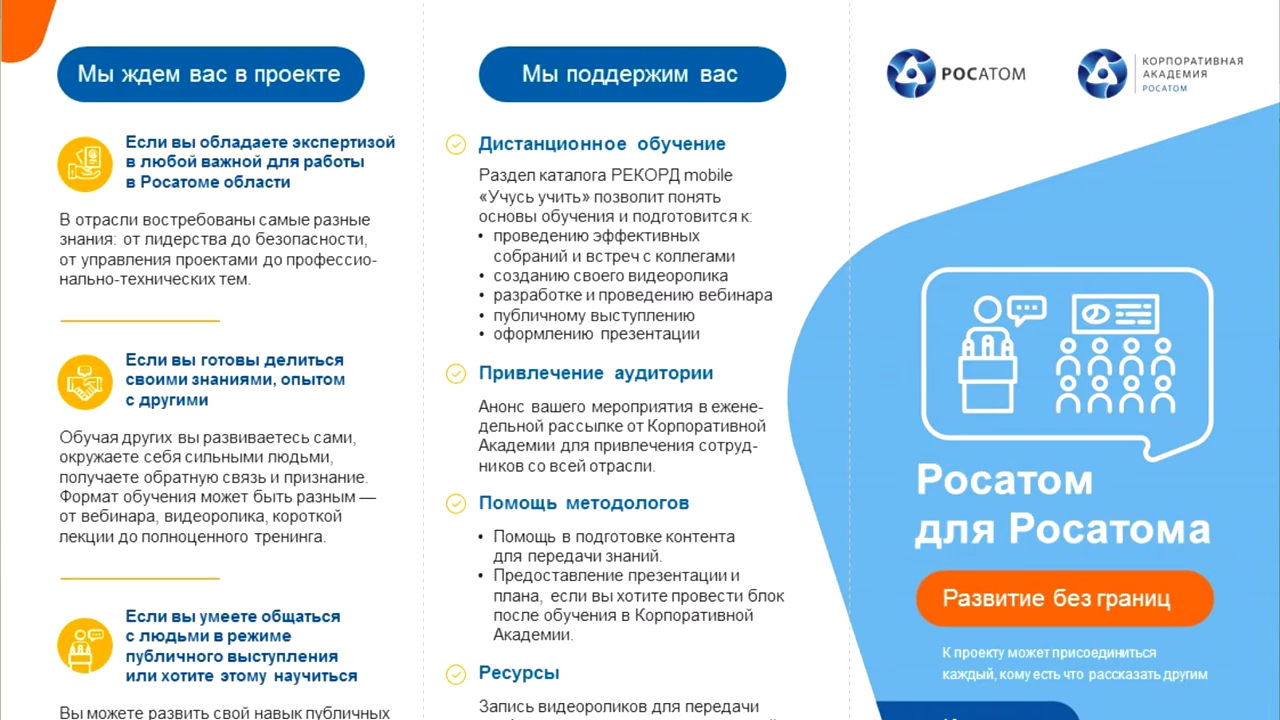 Мы ждем вас в проекте
Если вы обладаете экспертизой
в любой важной для работы
в Росатоме области
В отрасли востребованы самые разные
знания: от лидерства до безопасности,
от управления проектами до профессио-
нально-технических тем.
Если вы готовы делиться
своими знаниями, опытом
с другими
Обучая других вы развиваетесь сами,
окружаете себя сильными людьми,
получаете обратную связь и признание.
Формат обучения может быть разным —
от вебинара, видеоролика, короткой
лекции до полноценного тренинга.
Если вы умеете общаться
с людьми в режиме
публичного выступления
или хотите этому научиться
Вы можете развить свой навык публичных
Мы поддержим вас
Дистанционное обучение
Раздел каталога РЕКОРД mobile
«Учусь учить» позволит понять
основы обучения и подготовится к:
• проведению эффективных
собраний и встреч с коллегами
• созданию своего видеоролика
• разработке и проведению вебинара
• публичному выступлению
• оформлению презентации
Привлечение аудитории
Анонс вашего мероприятия в ежене-
дельной рассылке от Корпоративной
Академии для привлечения сотруд-
ников со всей отрасли.
Помощь методологов
• Помощь в подготовке контента
для передачи знаний.
• Предоставление презентации и
плана, если вы хотите провести блок
после обучения в Корпоративной
Академии.
Ресурсы
Запись видеороликов для передачи
РОСАТОМ
КОРПОРАТИВНАЯ
АКАДЕМИЯ
РОСАТОМ
Росатом
для Росатома
Развитие без границ
К проекту может присоединиться
каждый, кому есть что рассказать другим